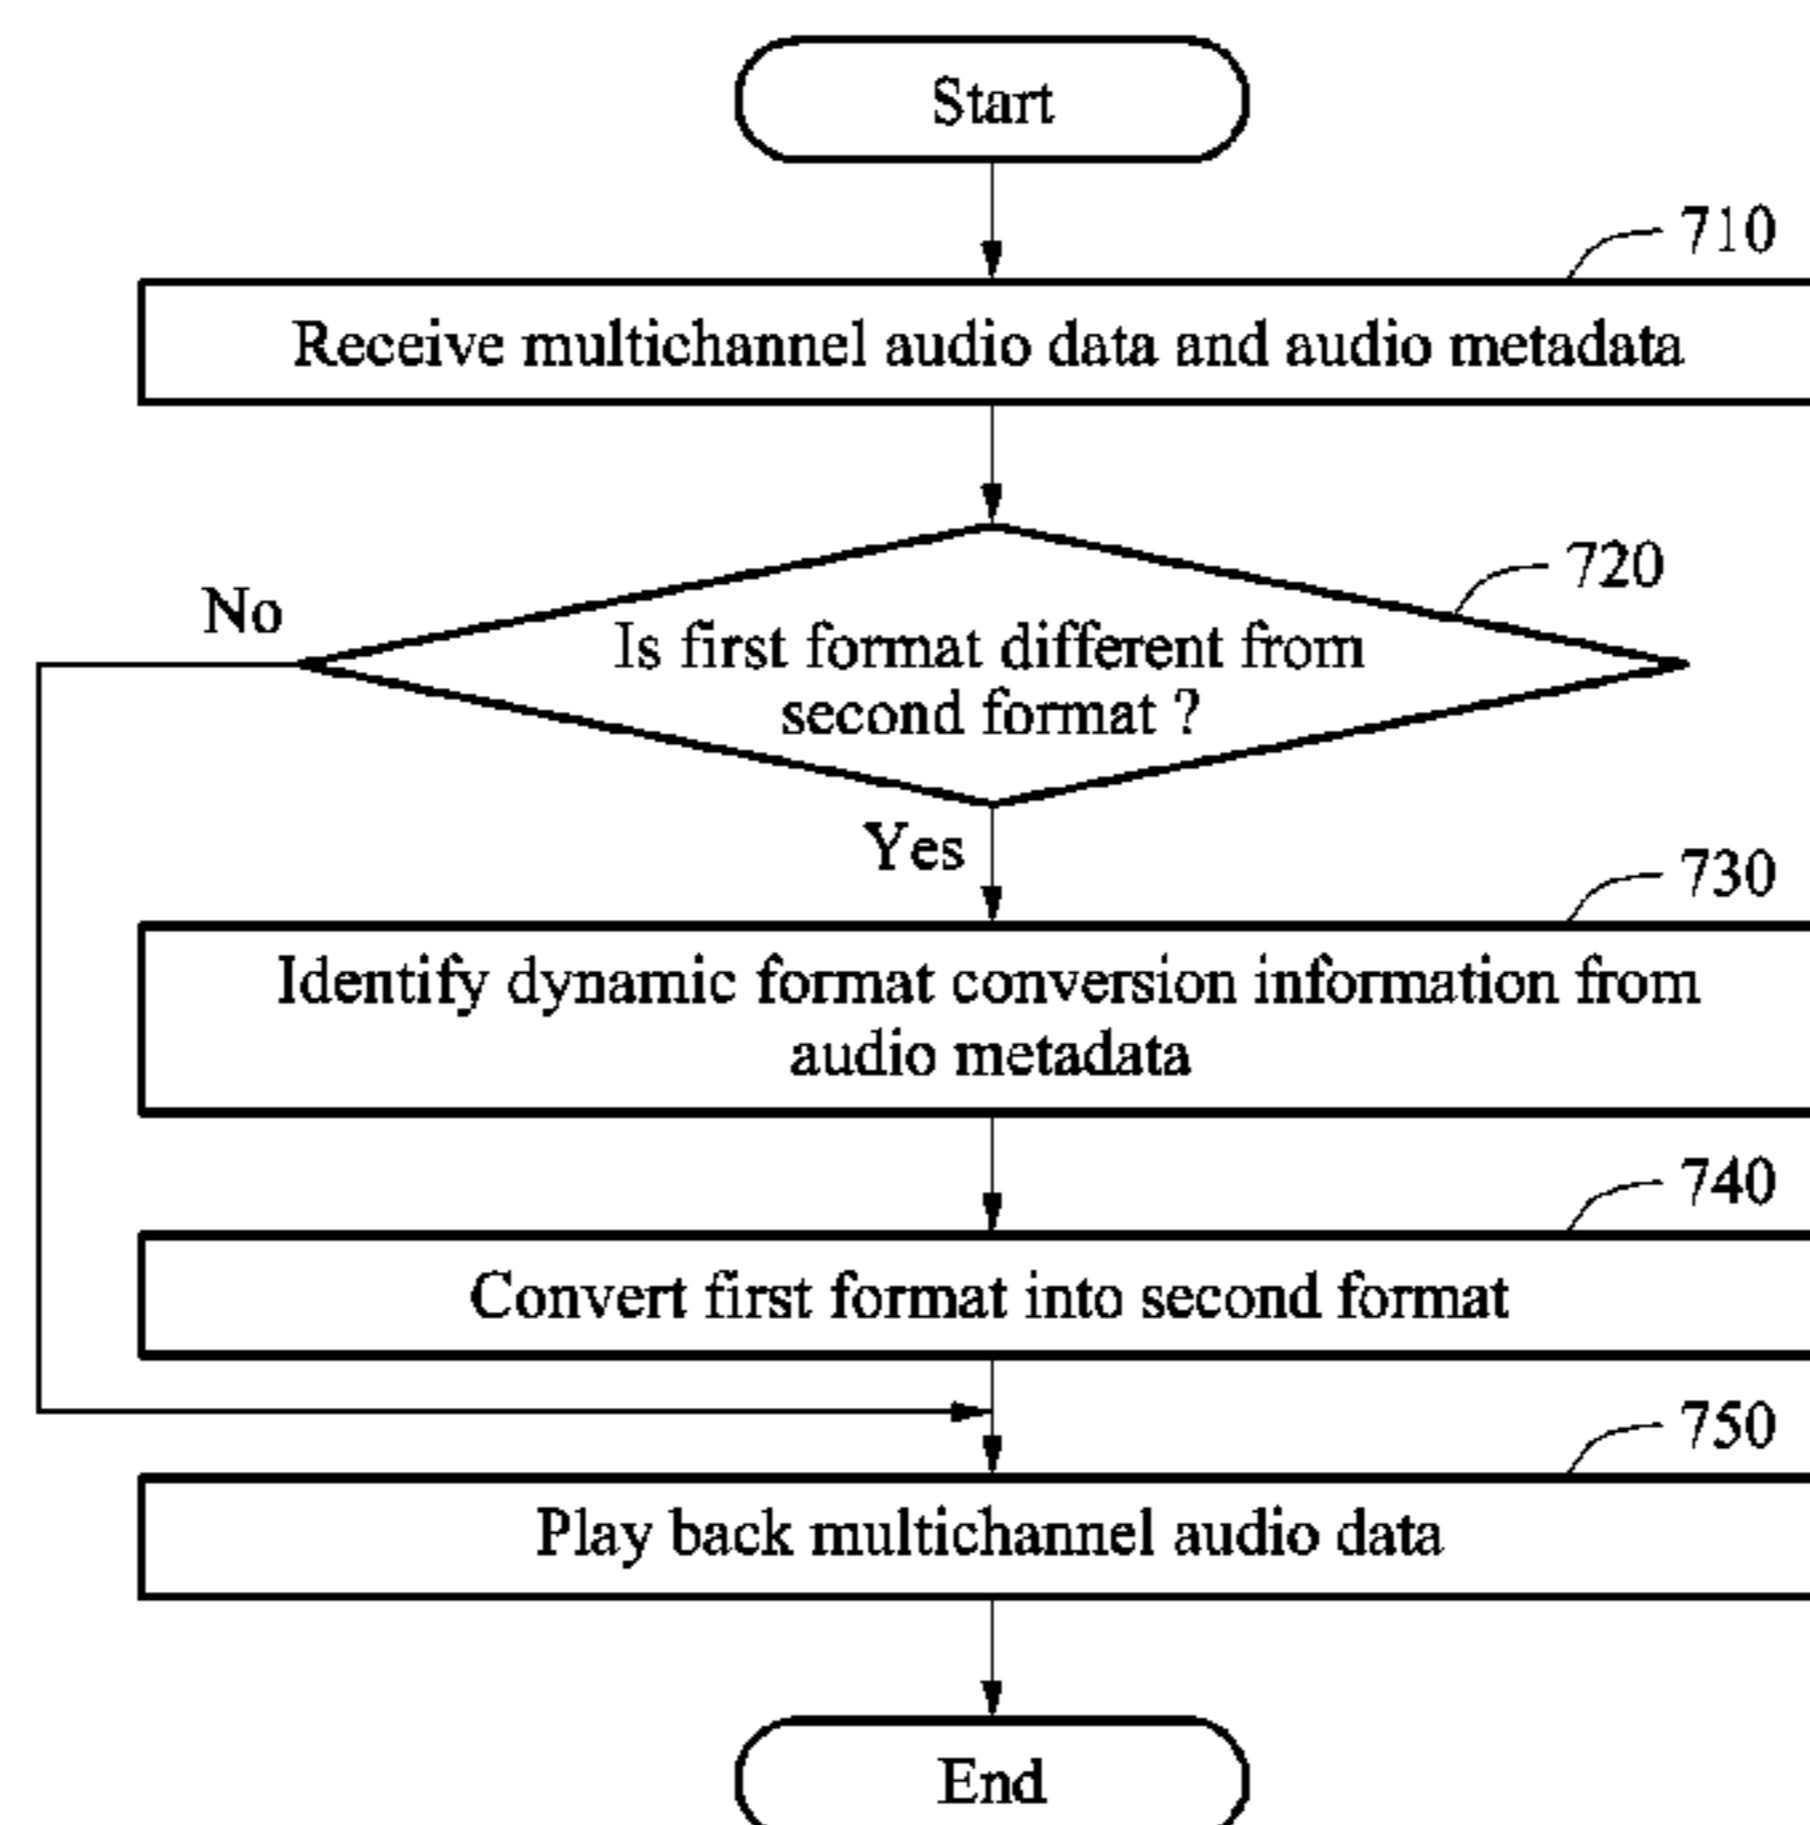 Start
710
Receive multichannel audio data and audio metadata
720
No
Is first format different from
second format ?
Yes
730
Identify dynamic format conversion information from
audio metadata
740
Convert first format into second format
750
Play back multichannel audio data
End